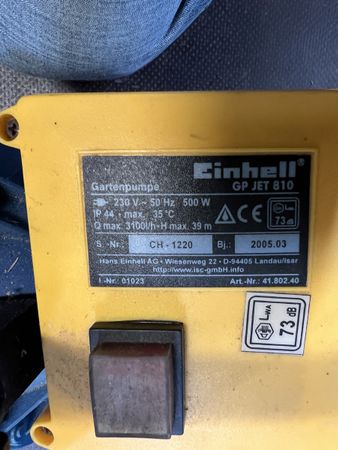 Einhell
Gartenpumpe GP JET 810
230 V ~ 50 Hz 500 W
IP 44 - max. 35°C
Q max. 3100l/h-H max. 39 m
LWA
73 dB
S.-Nr.: CH - 1220 Bj.: 2005.03
Hans Einhell AG • Wiesenweg 22 • D-94405 Landau/Isar
http://www.isc-gmbH.info
I.-Nr.: 01023 Art.-Nr.: 41.802.40
LWA
73 dB